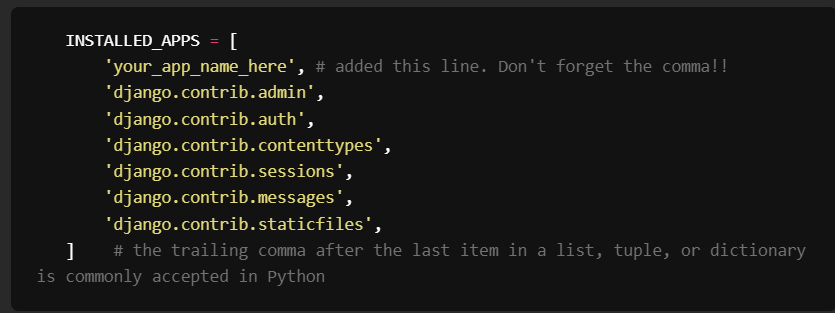 INSTALLED_APPS = [
'your_app_name_here', # added this line. Don't forget the comma!!
'django.contrib.admin',
'django.contrib.auth',
'django.contrib.contenttypes',
'django.contrib.sessions',
'django.contrib.messages',
'django.contrib.staticfiles',
] # the trailing comma after the last item in a list, tuple, or dictionary
is commonly accepted in Python